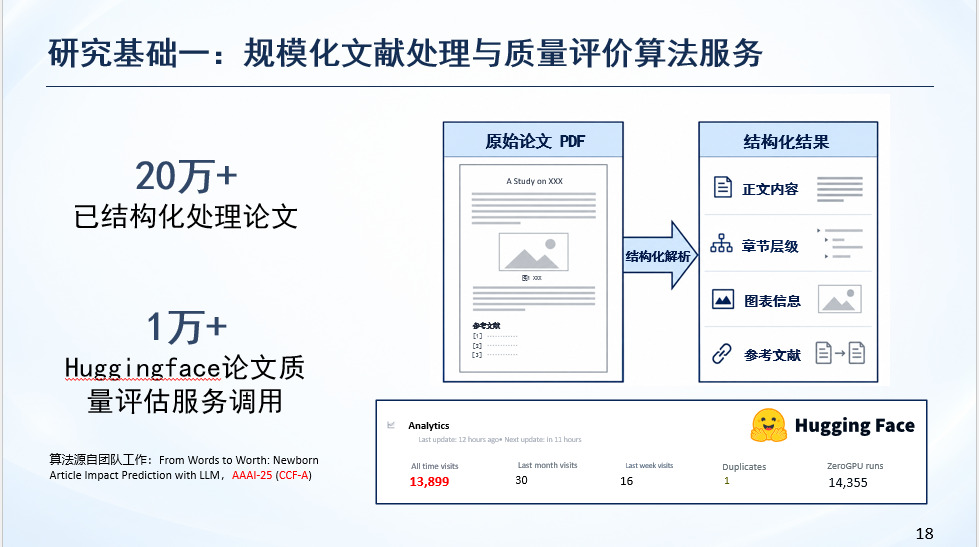 研究基础一：规模化文献处理与质量评价算法服务
20万+
已结构化处理论文
1万+
Huggingface论文质
量评估服务调用
算法源自团队工作：From Words to Worth: Newborn
Article Impact Prediction with LLM，AAAI-25 (CCF-A)
原始论文 PDF
A Study on XXX
图1 XXX
参考文献
[1] ............
[2] ............
[3] ............
结构化解析
结构化结果
正文内容
章节层级
图表信息
参考文献
Analytics
Last update: 12 hours ago• Next update: in 11 hours
Hugging Face
All time visits Last month visits Last week visits Duplicates ZeroGPU runs
13,899 30 16 1 14,355
18